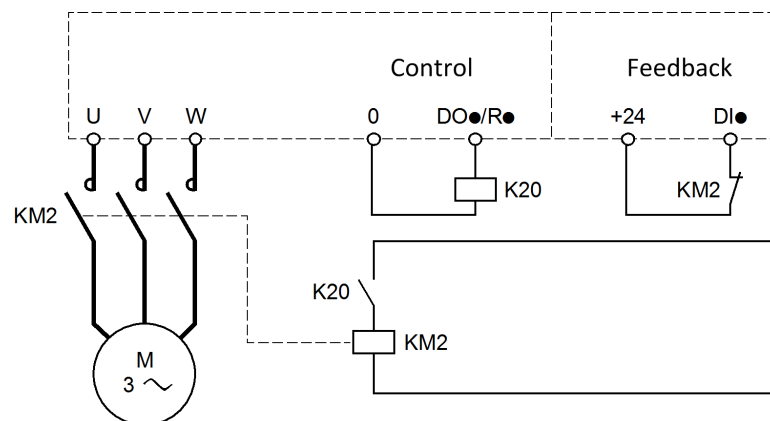 Control Feedback
U V W 0 DO●/R● +24 DI●
K20 KM2
KM2
K20
KM2
M
3